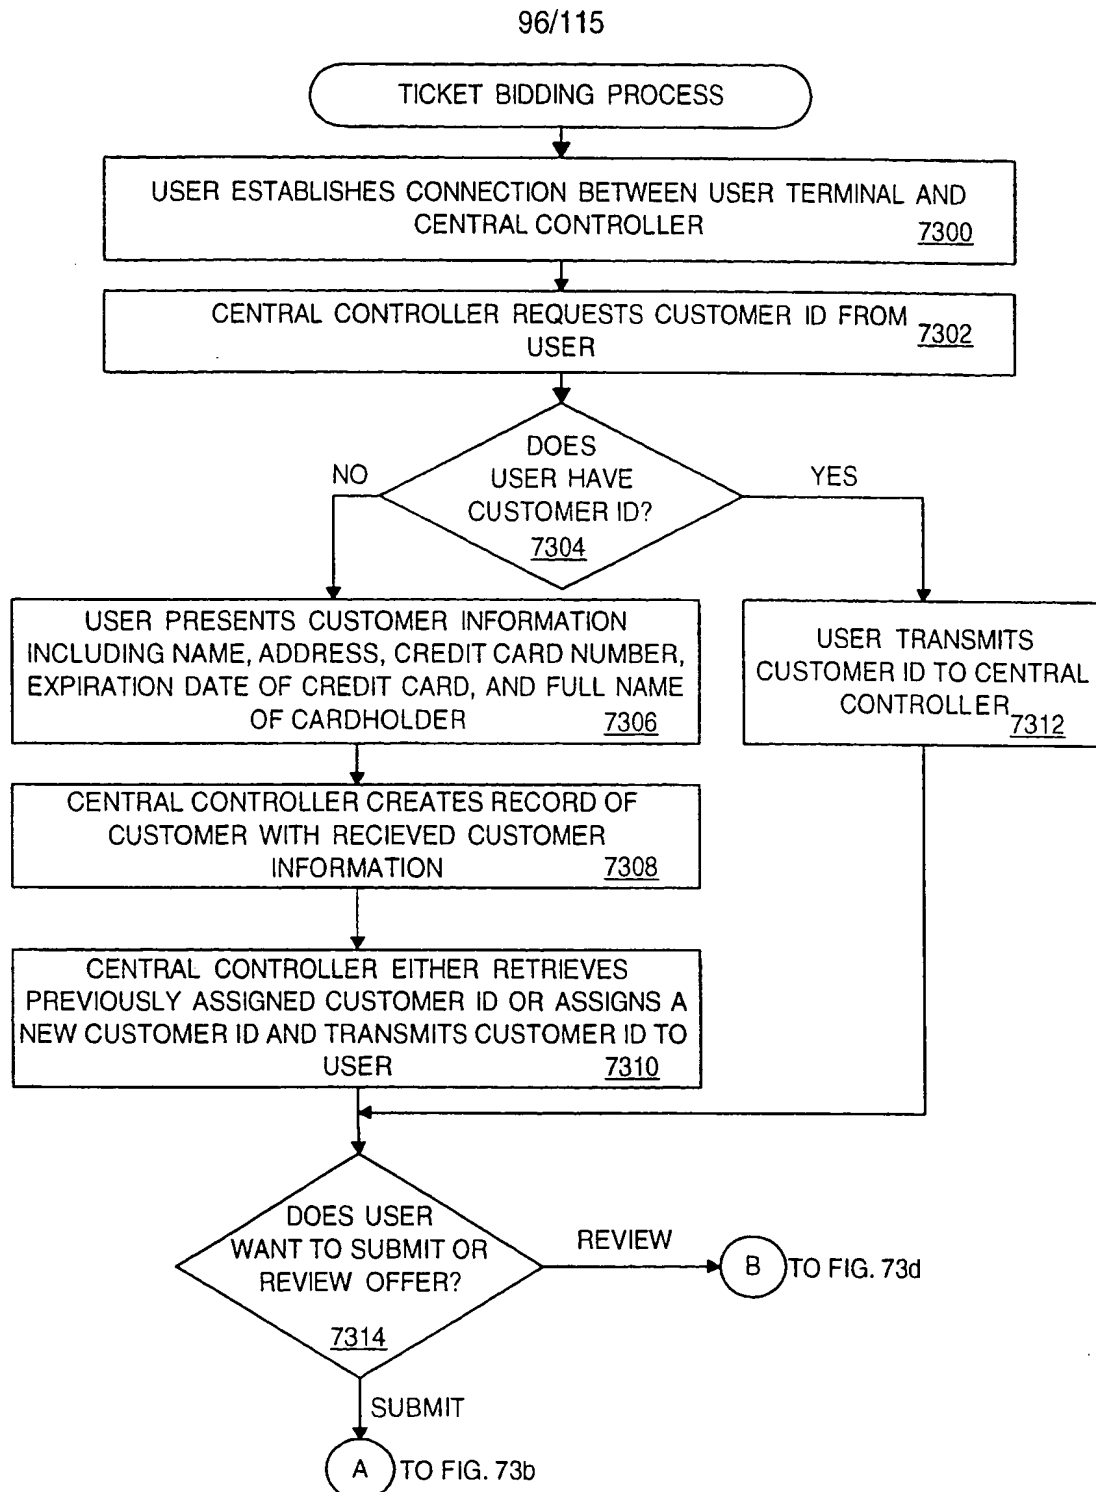 96/115
TICKET BIDDING PROCESS
USER ESTABLISHES CONNECTION BETWEEN USER TERMINAL AND
CENTRAL CONTROLLER
7300
CENTRAL CONTROLLER REQUESTS CUSTOMER ID FROM
USER
7302
DOES
USER HAVE
CUSTOMER ID?
7304
NO
YES
USER PRESENTS CUSTOMER INFORMATION
INCLUDING NAME, ADDRESS, CREDIT CARD NUMBER,
EXPIRATION DATE OF CREDIT CARD, AND FULL NAME
OF CARDHOLDER
7306
USER TRANSMITS
CUSTOMER ID TO CENTRAL
CONTROLLER
7312
CENTRAL CONTROLLER CREATES RECORD OF
CUSTOMER WITH RECIEVED CUSTOMER
INFORMATION
7308
CENTRAL CONTROLLER EITHER RETRIEVES
PREVIOUSLY ASSIGNED CUSTOMER ID OR ASSIGNS A
NEW CUSTOMER ID AND TRANSMITS CUSTOMER ID TO
USER
7310
DOES USER
WANT TO SUBMIT OR
REVIEW OFFER?
7314
REVIEW
B
TO FIG. 73d
SUBMIT
A
TO FIG. 73b